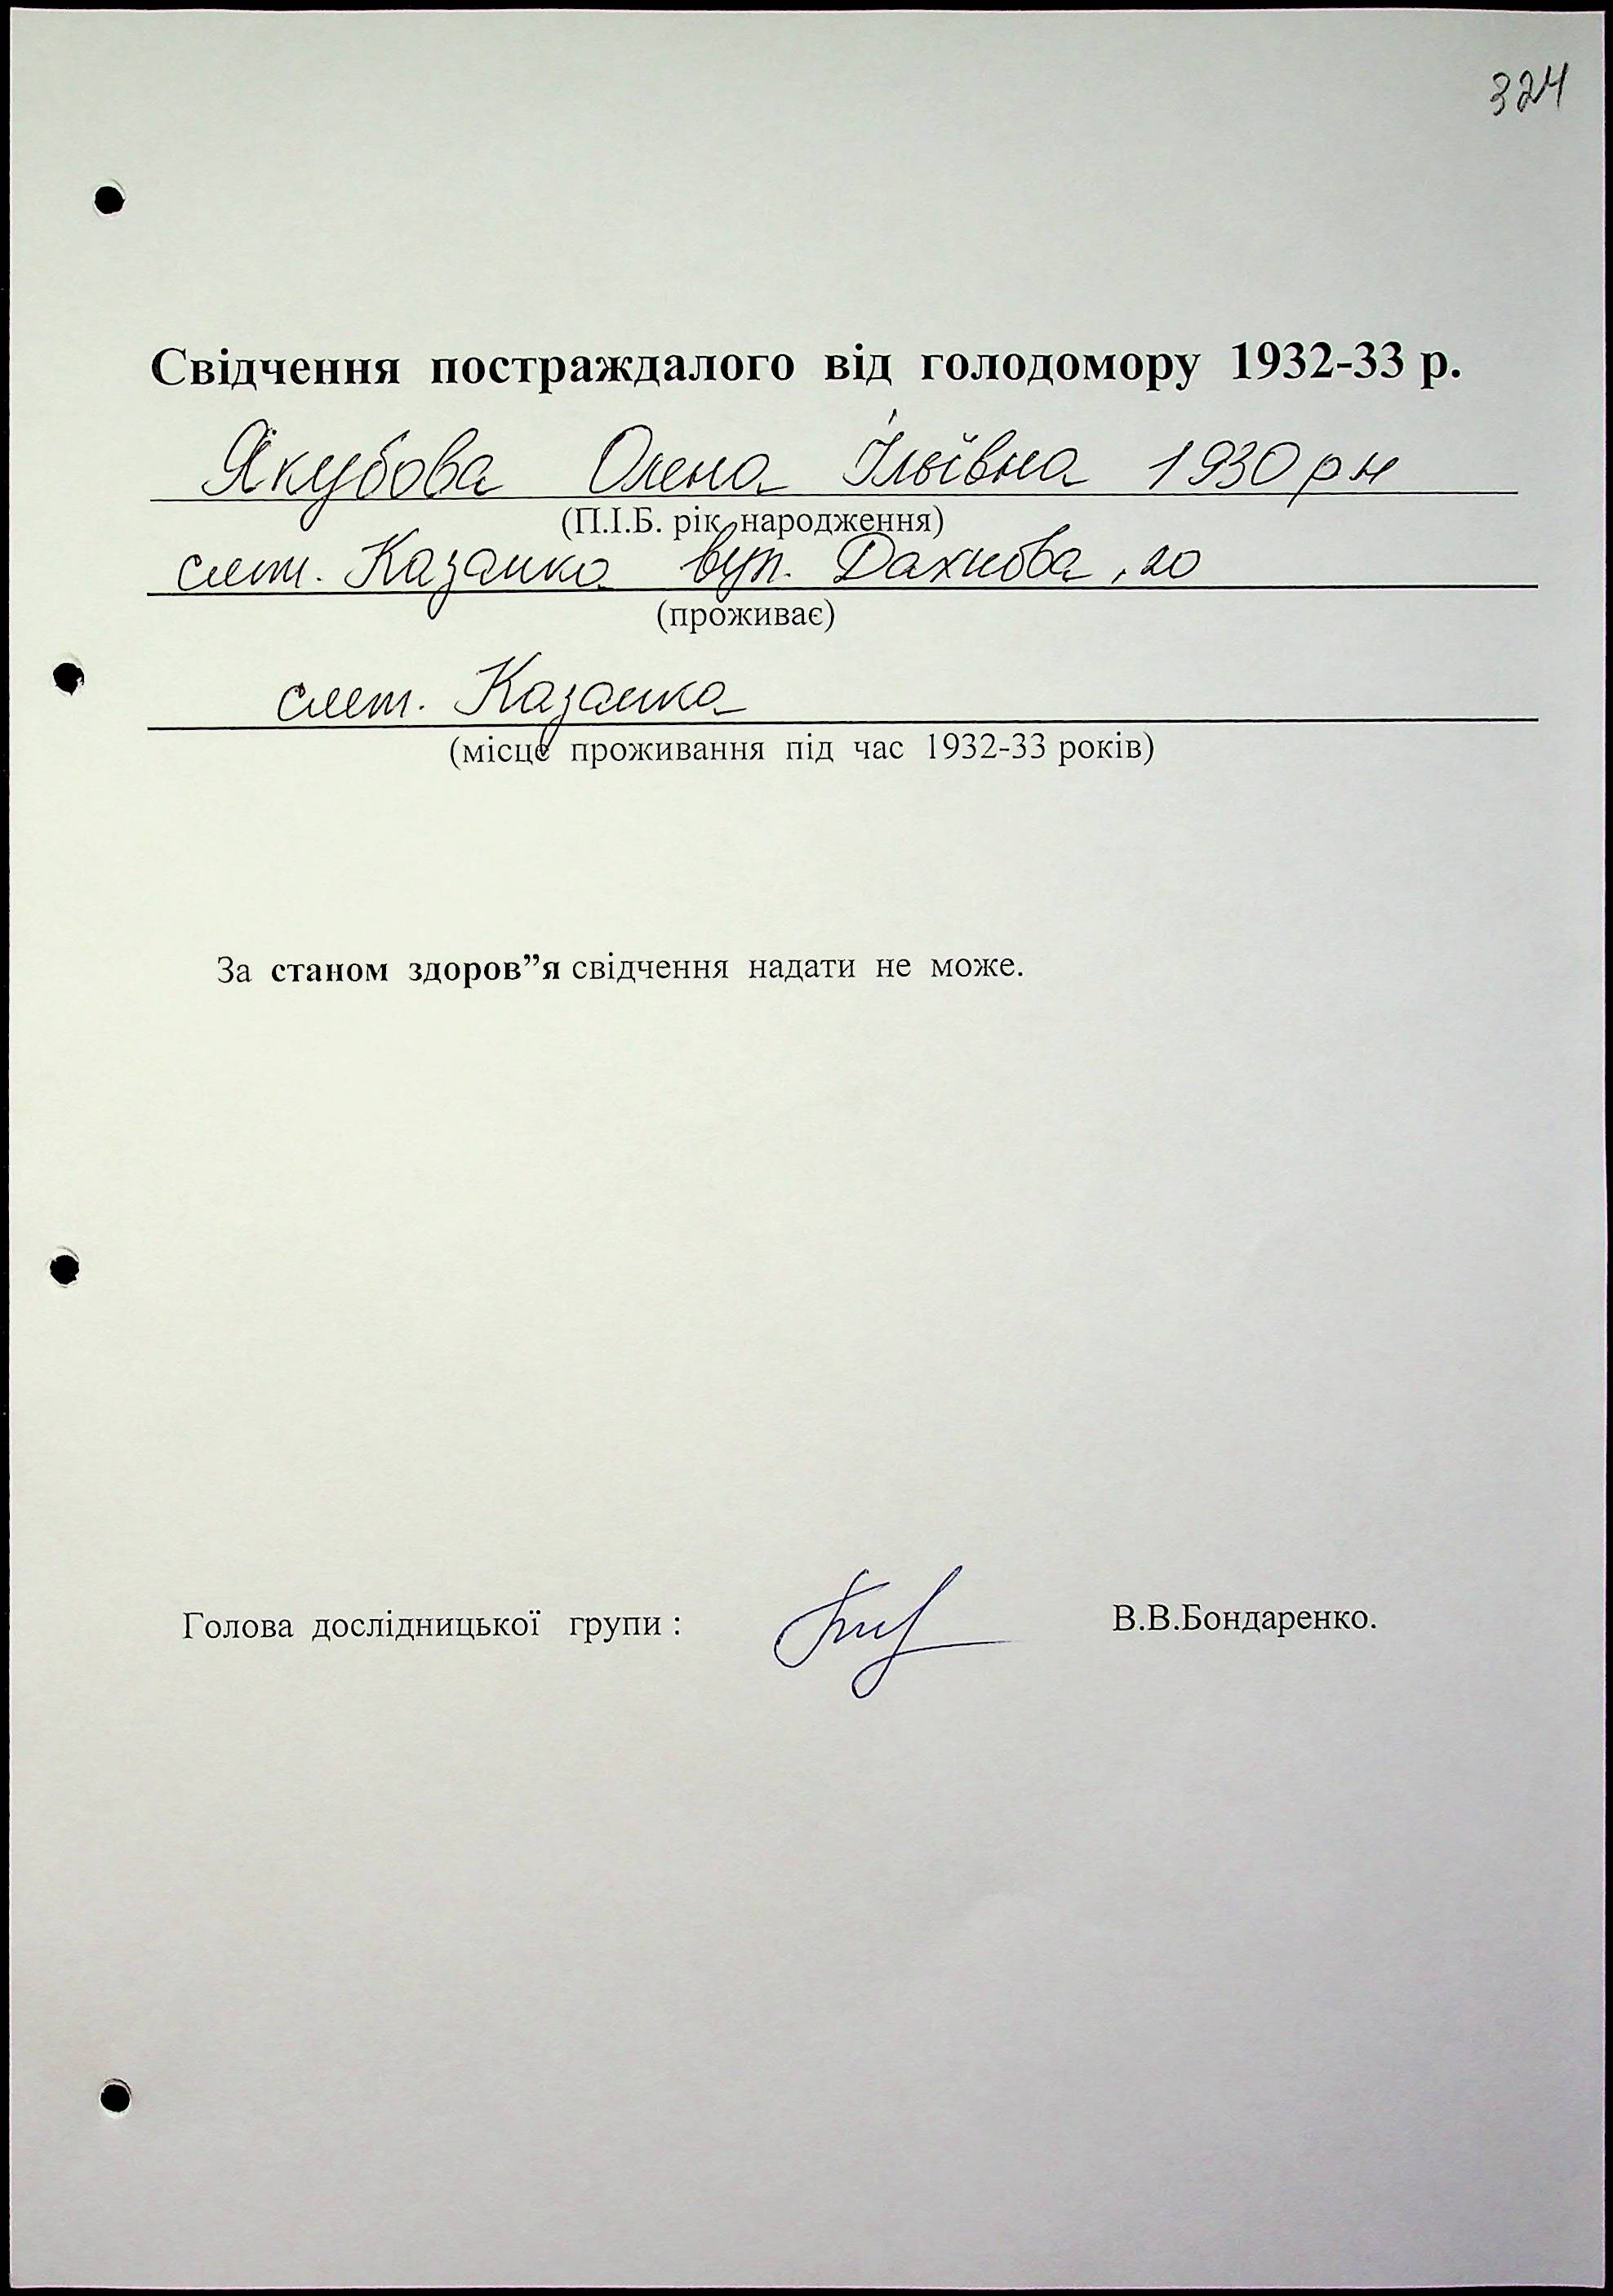 324
Свідчення постраждалого від голодомору 1932-33 р.
Якубова Олена Ільївна 1930 р н
(П.І.Б. рік народження)
смт. Казанка вул. Дахнова, 20
(проживає)
смт. Казанка
(місце проживання під час 1932-33 років)
За станом здоров”я свідчення надати не може.
Голова дослідницької групи : В.В.Бондаренко.